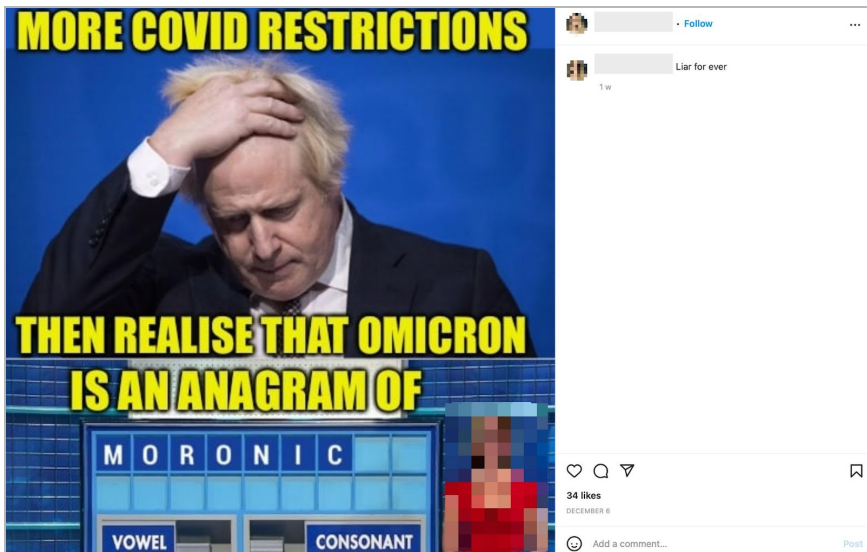 MORE COVID RESTRICTIONS
THEN REALISE THAT OMICRON
IS AN ANAGRAM OF
MORONIC
VOWEL
CONSONANT
• Follow
...
Liar for ever
1 w
34 likes
DECEMBER 6
Add a comment...
Post